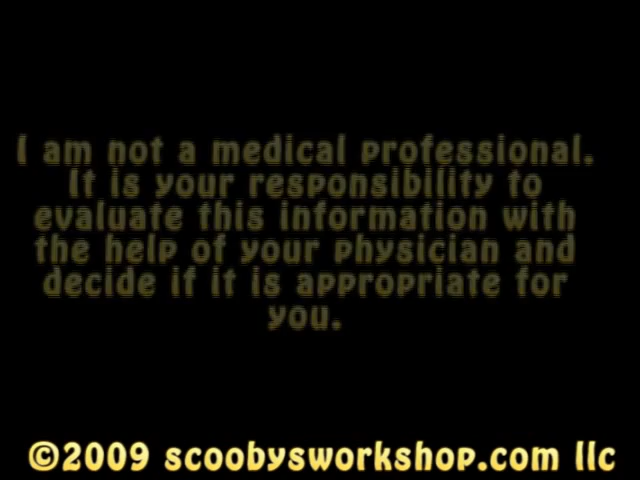 I am not a medical professional.
It is your responsibility to
evaluate this information with
the help of your physician and
decide if it is appropriate for
you.
©2009 scoobysworkshop.com llc